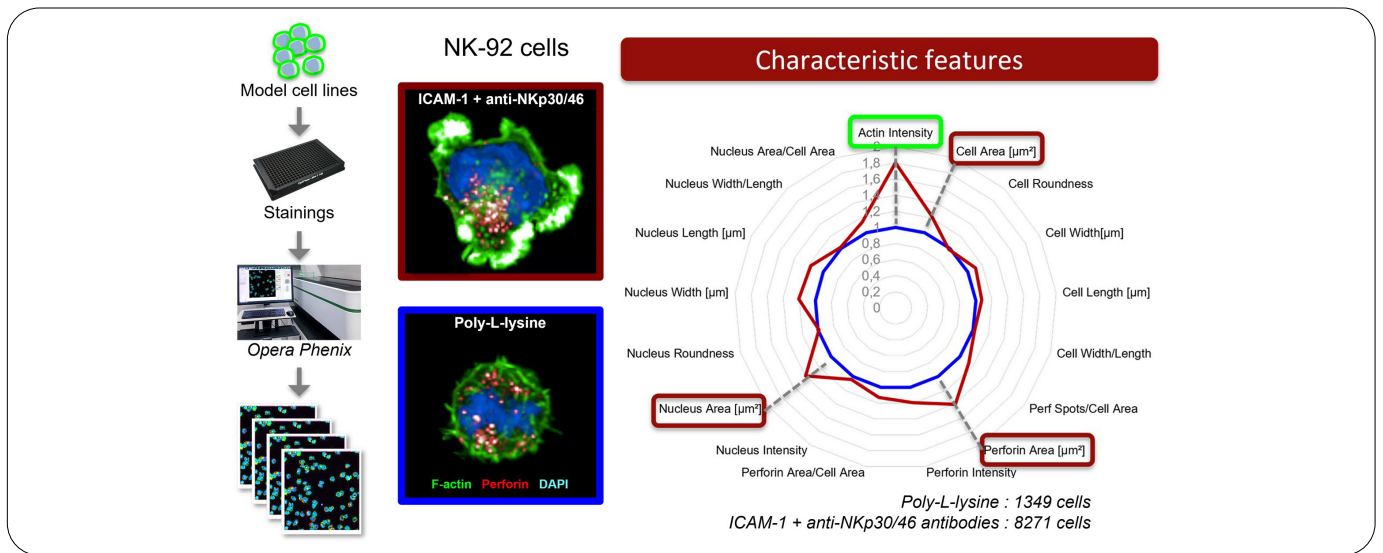 Model cell lines
Stainings
Opera Phenix
NK-92 cells
ICAM-1 + anti-NKp30/46
Poly-L-lysine
F-actin Perforin DAPI
Characteristic features
Actin Intensity
Cell Area [µm²]
Cell Roundness
Cell Width[µm]
Cell Length [µm]
Cell Width/Length
Perf Spots/Cell Area
Perforin Area [µm²]
Perforin Intensity
Perforin Area/Cell Area
Nucleus Intensity
Nucleus Area [µm²]
Nucleus Roundness
Nucleus Width [µm]
Nucleus Length [µm]
Nucleus Width/Length
Nucleus Area/Cell Area
2
1,8
1,6
1,4
1,2
1
0,8
0,6
0,4
0,2
0
Poly-L-lysine : 1349 cells
ICAM-1 + anti-NKp30/46 antibodies : 8271 cells